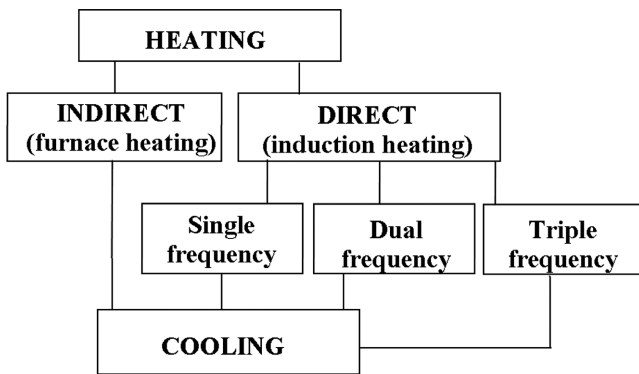 HEATING
INDIRECT
(furnace heating)
DIRECT
(induction heating)
Single
frequency
Dual
frequency
Triple
frequency
COOLING